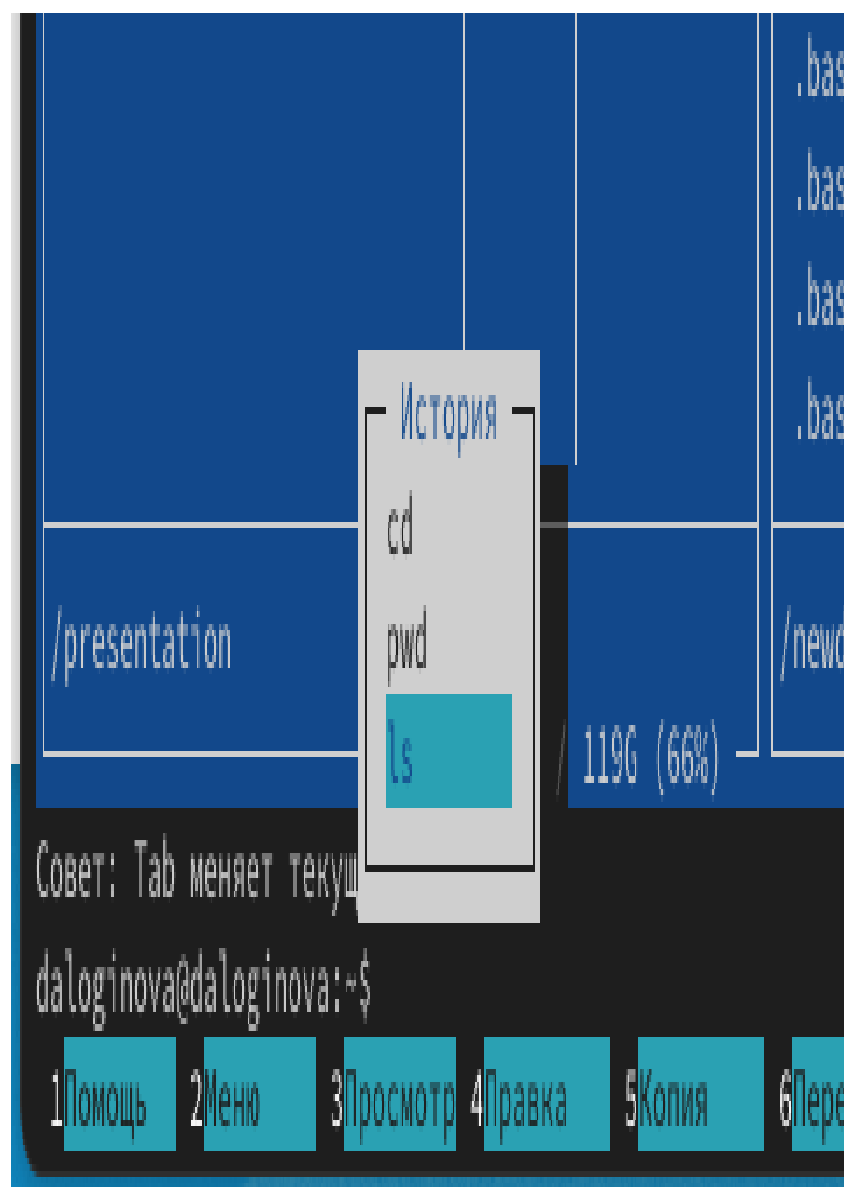 .bas
.bas
.bas
.bas
История
cd
pwd
ls
/presentation
/newd
/ 119G (66%)
Совет: Tab меняет текущ
daloginova@daloginova:~$
1Помощь 2Меню 3Просмотр 4Правка 5Копия 6Пере